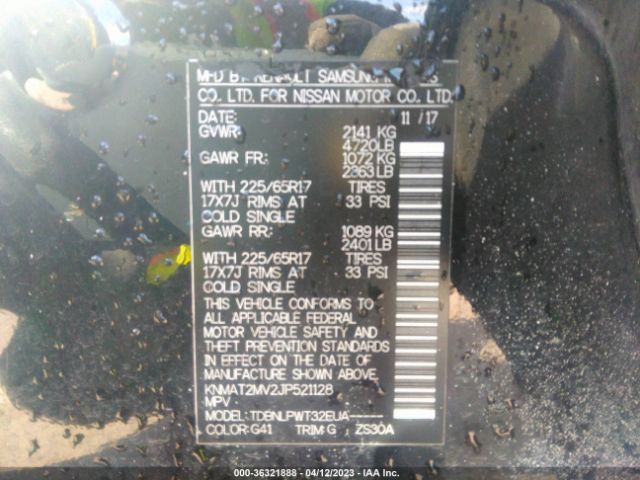 MFD BY RENAULT SAMSUNG MOTORS
CO., LTD. FOR NISSAN MOTOR CO., LTD.
DATE: 11 / 17
GVWR: 2141 KG
4720LB
GAWR FR: 1072 KG
2363 LB
WITH 225/65R17 TIRES
17X7J RIMS AT 33 PSI
COLD SINGLE
GAWR RR: 1089 KG
2401 LB
WITH 225/65R17 TIRES
17X7J RIMS AT 33 PSI
COLD SINGLE
THIS VEHICLE CONFORMS TO
ALL APPLICABLE FEDERAL
MOTOR VEHICLE SAFETY AND
THEFT PREVENTION STANDARDS
IN EFFECT ON THE DATE OF
MANUFACTURE SHOWN ABOVE.
KNMAT2MV2JP521128
MPV
MODEL: TDBNLPWT32EUA-----
COLOR: G41 TRIM: G ZS30A
000-36321888 - 04/12/2023 - IAA Inc.